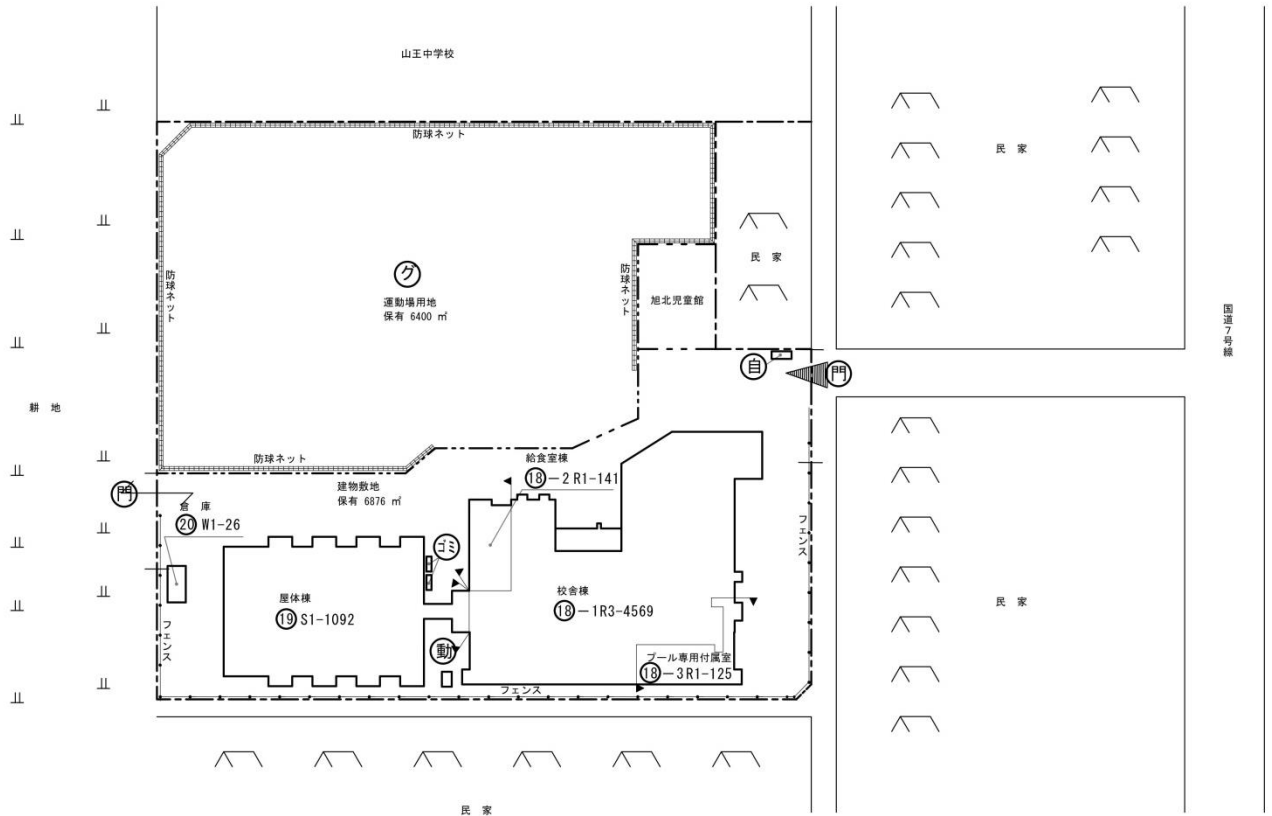 山王中学校
防球ネット
民　家
防球ネット
グ
運動場用地
保有 6400 ㎡
防球ネット
旭北児童館
民　家
国道7号線
自
門
耕　地
防球ネット
給食室棟
⑱－2 R1-141
門
建物敷地
保有 6876 ㎡
倉　庫
⑳ W1-26
フェンス
ゴミ
屋体棟
⑲ S1-1092
校舎棟
⑱－1R3-4569
民　家
フェンス
動
プール専用付属室
⑱－3R1-125
フェンス
民　家